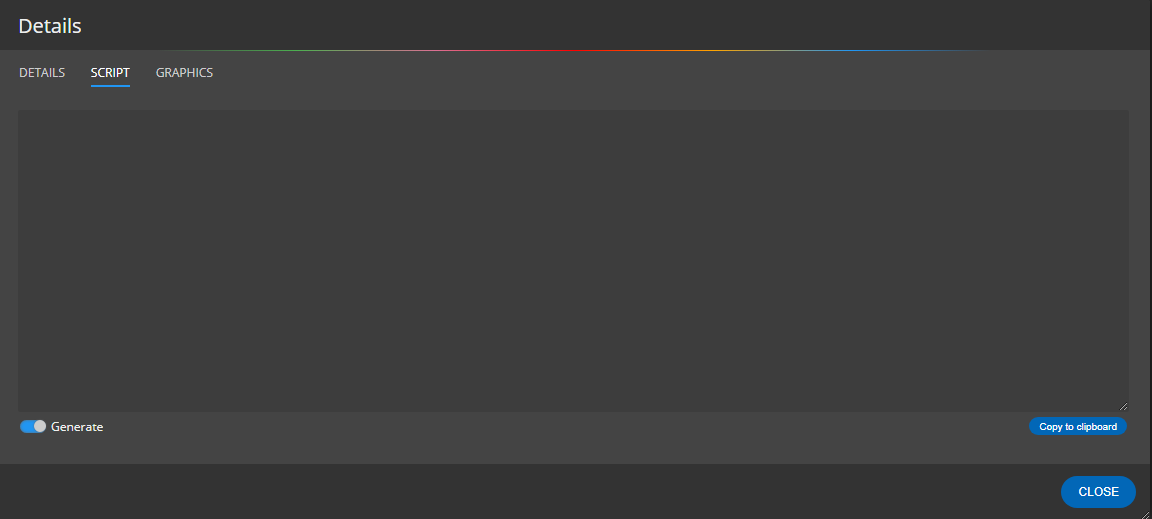 Details
DETAILS SCRIPT GRAPHICS
Generate
Copy to clipboard
CLOSE